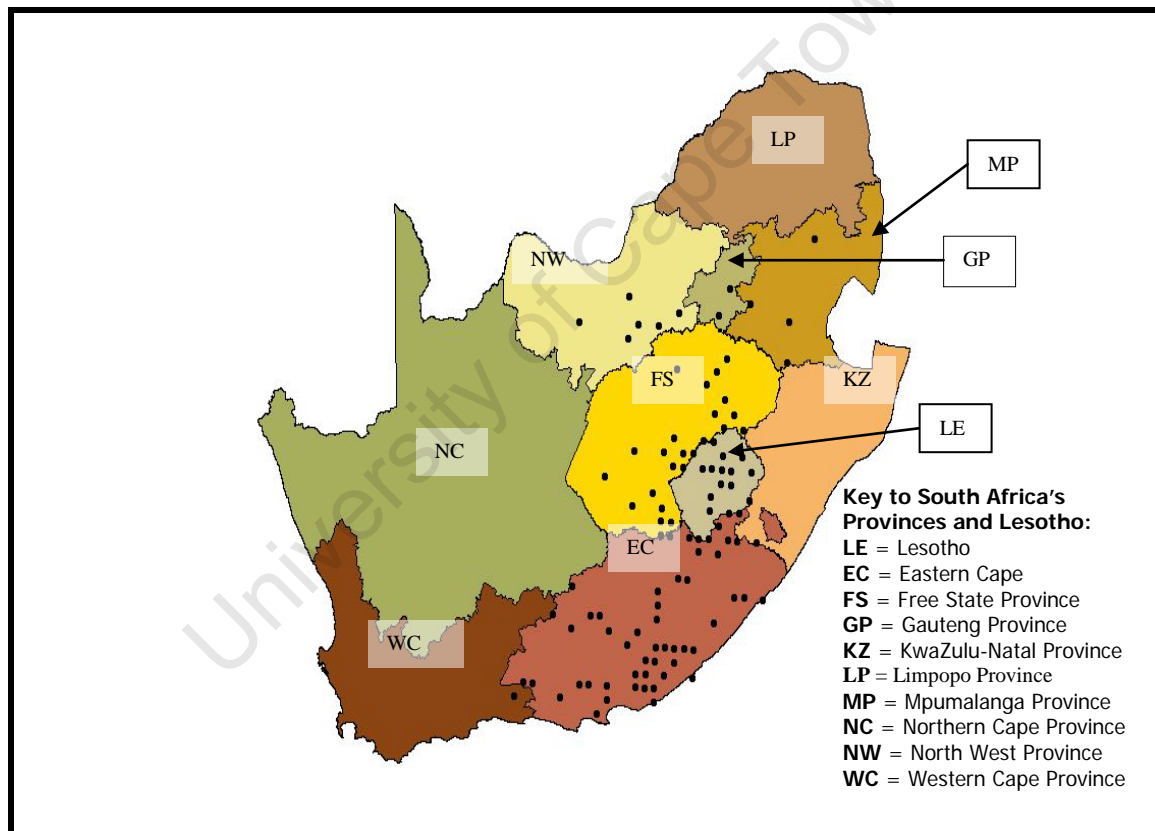 University of Cape Town
LP
MP
NW
GP
FS
KZ
NC
LE
EC
WC
Key to South Africa's
Provinces and Lesotho:
LE = Lesotho
EC = Eastern Cape
FS = Free State Province
GP = Gauteng Province
KZ = KwaZulu-Natal Province
LP = Limpopo Province
MP = Mpumalanga Province
NC = Northern Cape Province
NW = North West Province
WC = Western Cape Province